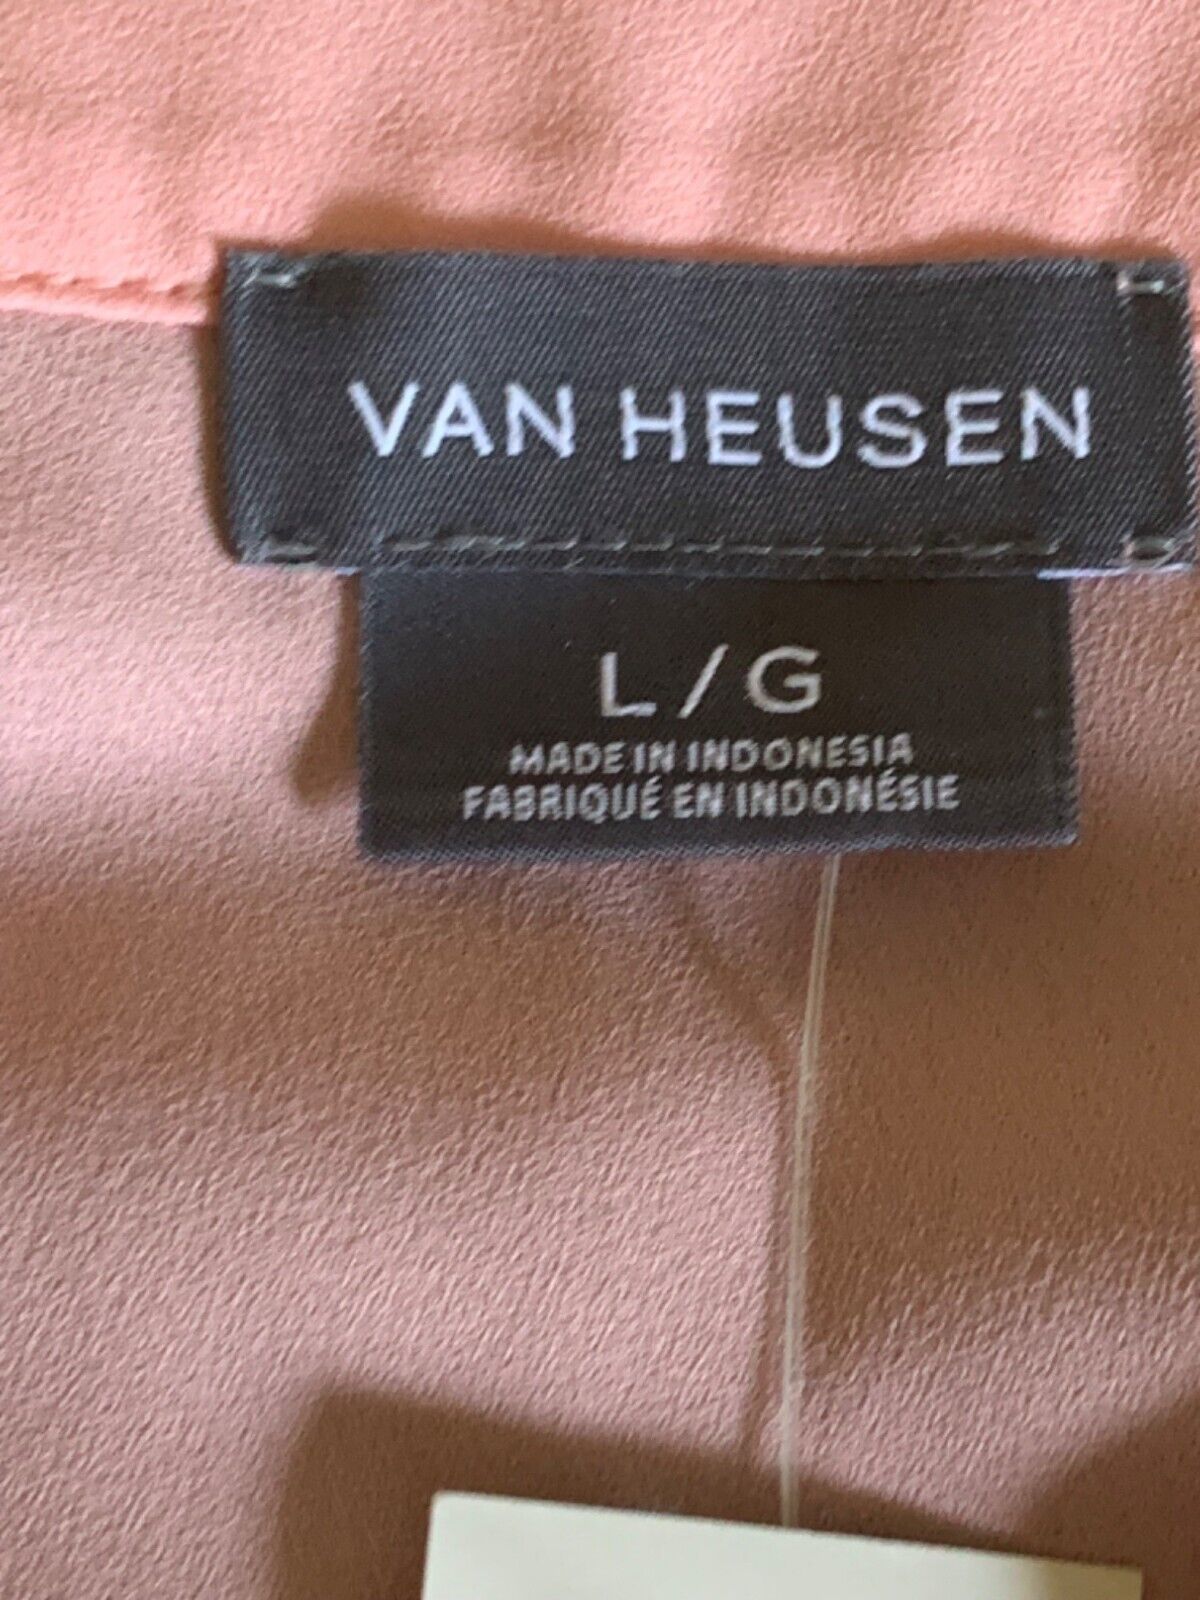 VAN HEUSEN
L / G
MADE IN INDONESIA
FABRIQUÉ EN INDONÉSIE